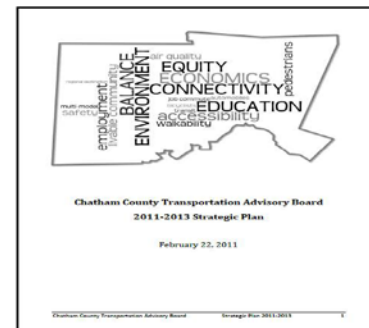 air quality
EQUITY
ECONOMICS
CONNECTIVITY
EDUCATION
accessibility
walkability
BALANCE
ENVIRONMENT
employment
livable community
multi-modal
safety
pedestrians
Chatham County Transportation Advisory Board
2011-2013 Strategic Plan
February 22, 2011
Chatham County Transportation Advisory Board Strategic Plan 2011-2013 1